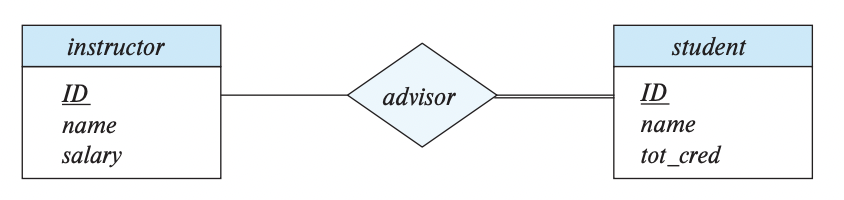 instructor
ID
name
salary
advisor
student
ID
name
tot_cred